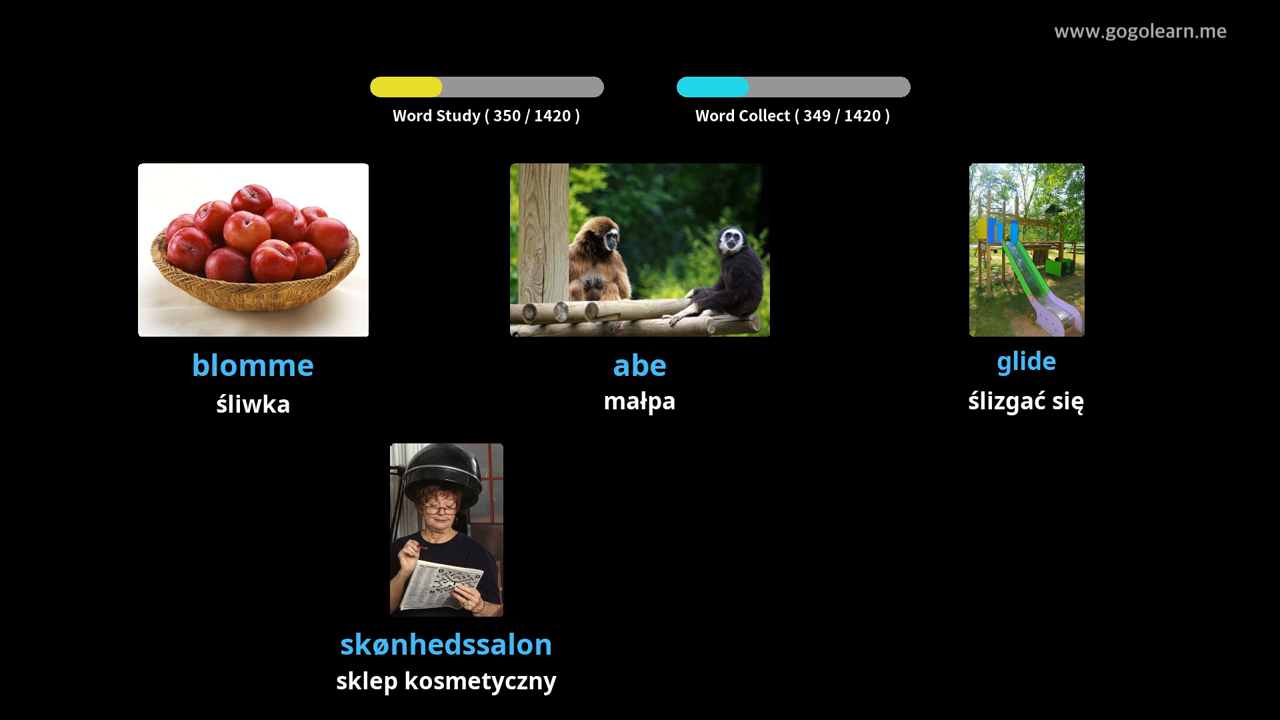 www.gogolearn.me
Word Study ( 350 / 1420 )
Word Collect ( 349 / 1420 )
blomme
śliwka
abe
małpa
glide
ślizgać się
skønhedssalon
sklep kosmetyczny